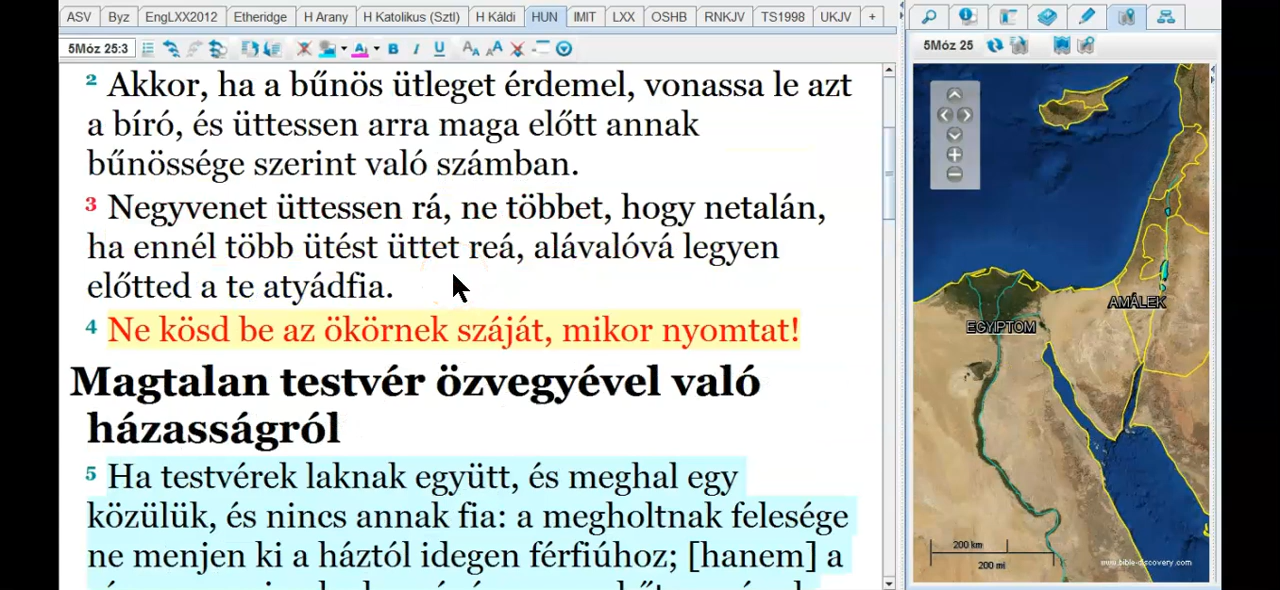 ASV Byz EngLXX2012 Etheridge H Arany H Katolikus (SztI) H Káldi HUN IMIT LXX OSHB RNKJV TS1998 UKJV +
5Móz 25:3
5Móz 25
2 Akkor, ha a bűnös ütleget érdemel, vonassa le azt
a bíró, és üttessen arra maga előtt annak
bűnössége szerint való számban.
3 Negyvenet üttessen rá, ne többet, hogy netalán,
ha ennél több ütést üttet reá, alávalóvá legyen
előtted a te atyádfia.
4 Ne kösd be az ökörnek száját, mikor nyomtat!
Magtalan testvér özvegyével való
házasságról
5 Ha testvérek laknak együtt, és meghal egy
közülük, és nincs annak fia: a megholtnak felesége
ne menjen ki a háztól idegen férfiúhoz; [hanem] a
AMÁLEK
EGYIPTOM
200 km
200 mi
www.bible-discovery.com